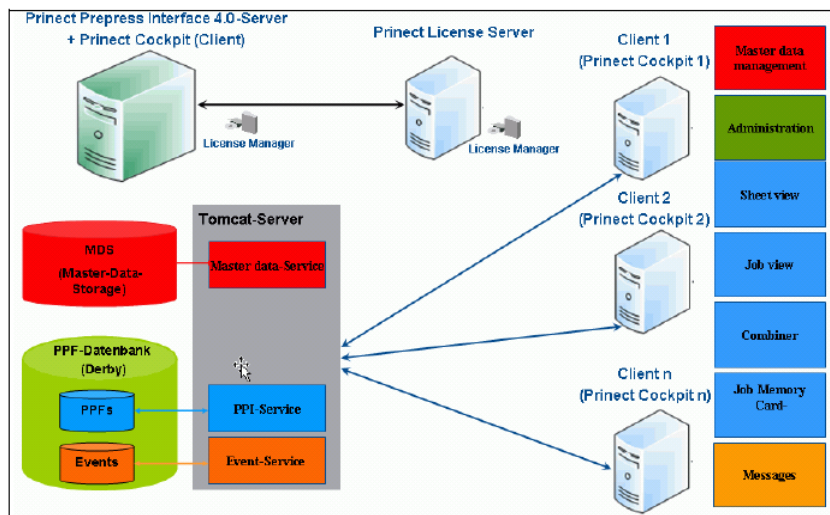 Prinect Prepress Interface 4.0-Server
+ Prinect Cockpit (Client)
License Manager
Prinect License Server
License Manager
Client 1
(Prinect Cockpit 1)
Client 2
(Prinect Cockpit 2)
Client n
(Prinect Cockpit n)
Master data
management
Administration
Sheet view
Job view
Combiner
Job Memory
Card-
Messages
Tomcat-Server
MDS
(Master-Data-
Storage)
Master data-Service
PPF-Datenbank
(Derby)
PPFs
PPI-Service
Events
Event-Service